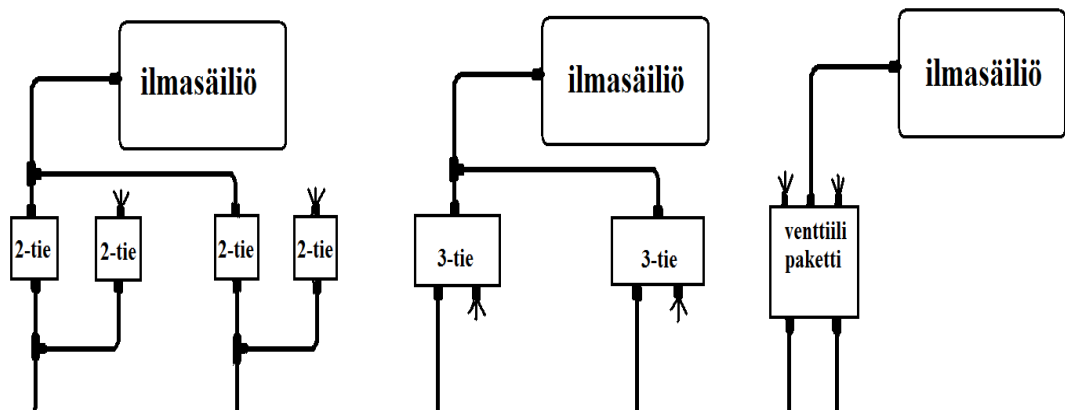 ilmasäiliö
2-tie
2-tie
2-tie
2-tie
ilmasäiliö
3-tie
3-tie
ilmasäiliö
venttiili
paketti